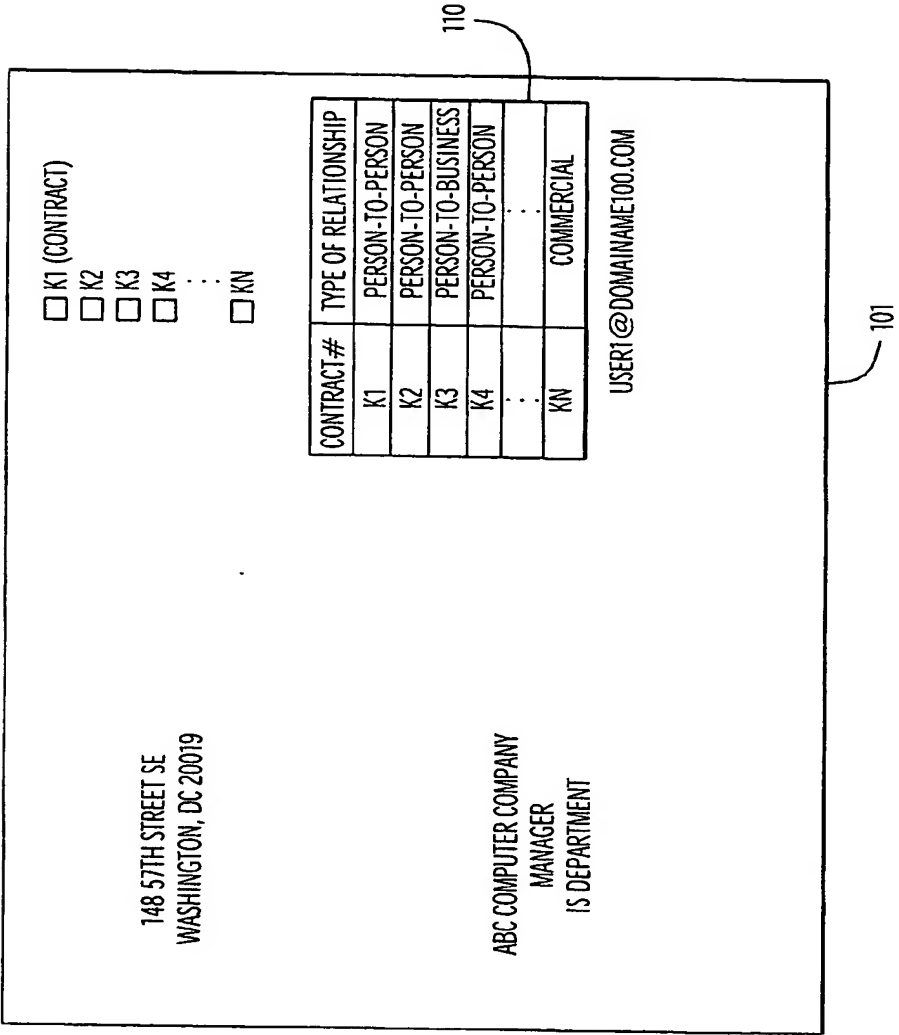 148 57TH STREET SE
WASHINGTON, DC 20019
☐ K1 (CONTRACT)
☐ K2
☐ K3
☐ K4
. . .
☐ KN
ABC COMPUTER COMPANY
MANAGER
IS DEPARTMENT
CONTRACT# TYPE OF RELATIONSHIP
K1 PERSON-TO-PERSON
K2 PERSON-TO-PERSON
K3 PERSON-TO-BUSINESS
K4 PERSON-TO-PERSON
. . . . . .
KN COMMERCIAL
110
USER1@DOMAINAME100.COM
101